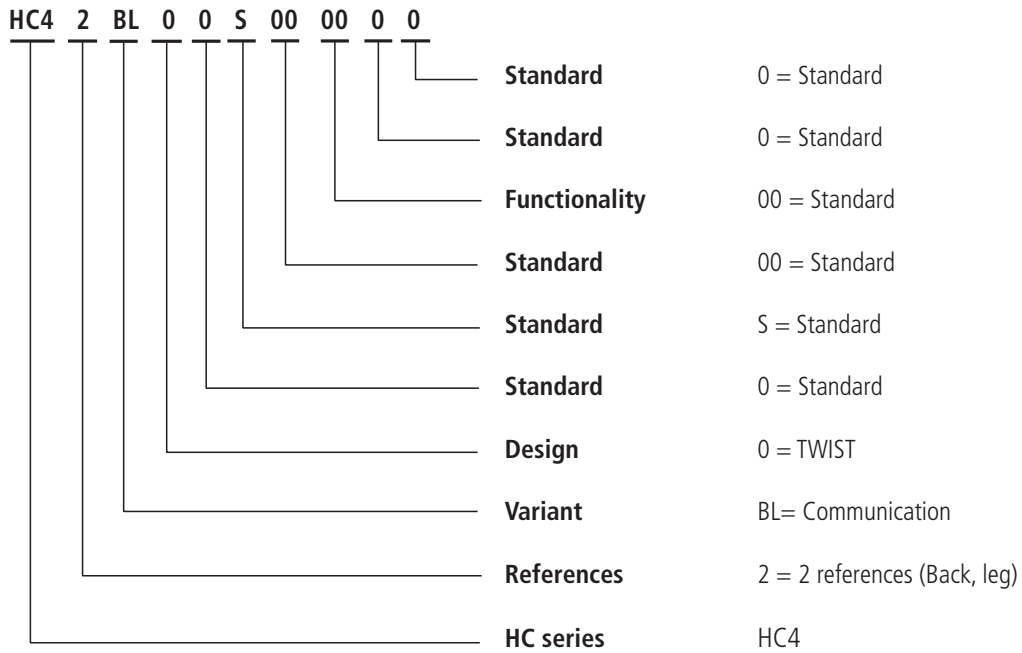 HC4 2 BL 0 0 S 00 00 0 0
Standard 0 = Standard
Standard 0 = Standard
Functionality 00 = Standard
Standard 00 = Standard
Standard S = Standard
Standard 0 = Standard
Design 0 = TWIST
Variant BL= Communication
References 2 = 2 references (Back, leg)
HC series HC4